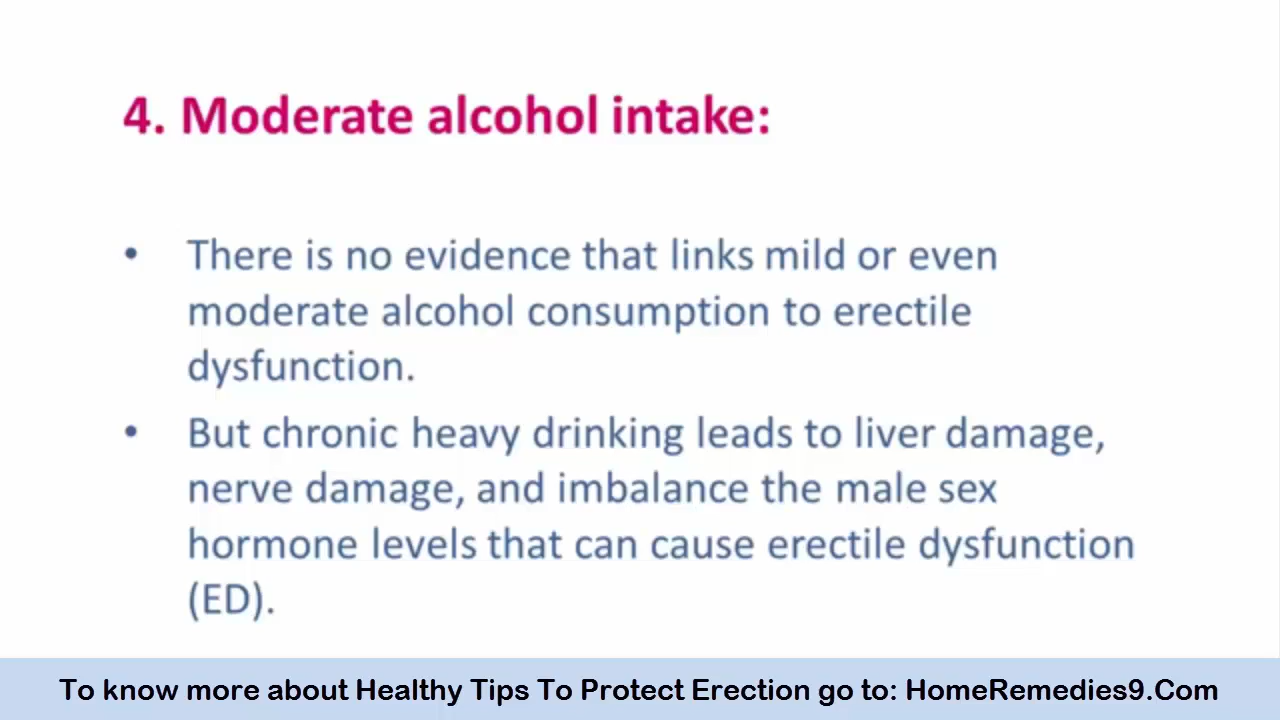 4. Moderate alcohol intake:
• There is no evidence that links mild or even
moderate alcohol consumption to erectile
dysfunction.
• But chronic heavy drinking leads to liver damage,
nerve damage, and imbalance the male sex
hormone levels that can cause erectile dysfunction
(ED).
To know more about Healthy Tips To Protect Erection go to: HomeRemedies9.Com